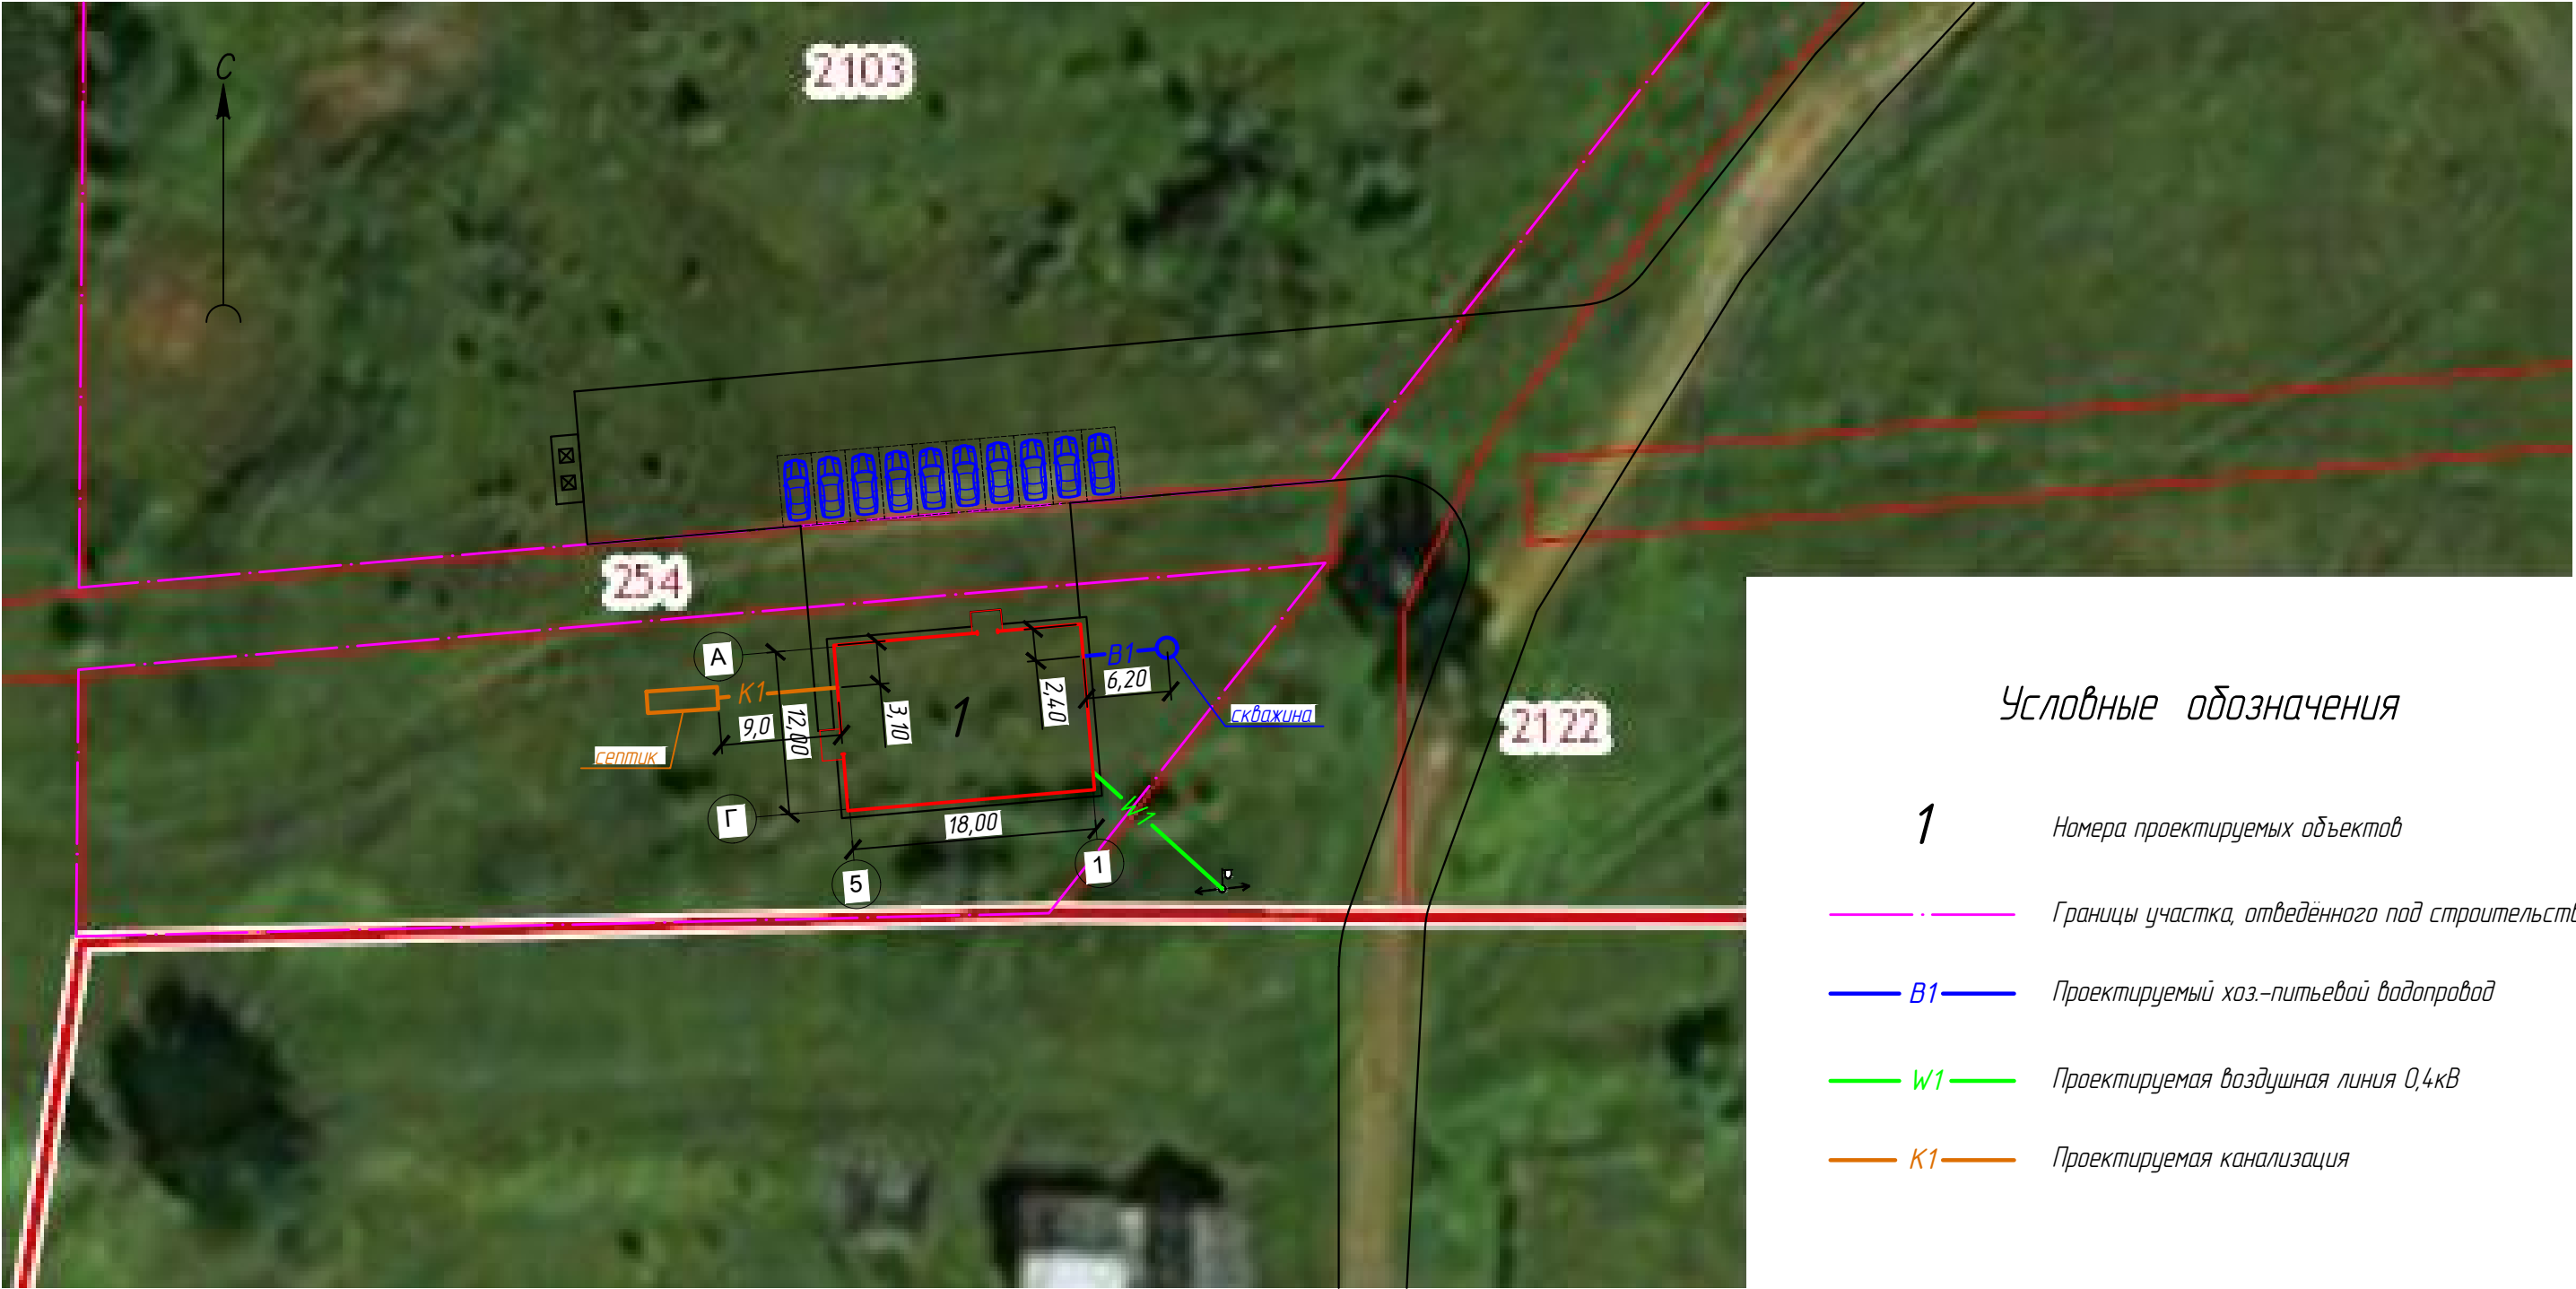 С
2103
254
А
К1
В1
6,20
скважина
2,40
3,10
1
9,0
12,00
септик
Г
18,00
5
1
W1
2122
Условные обозначения
1 Номера проектируемых объектов
Границы участка, отведённого под строительств
В1 Проектируемый хоз.-питьевой водопровод
W1 Проектируемая воздушная линия 0,4кВ
К1 Проектируемая канализация